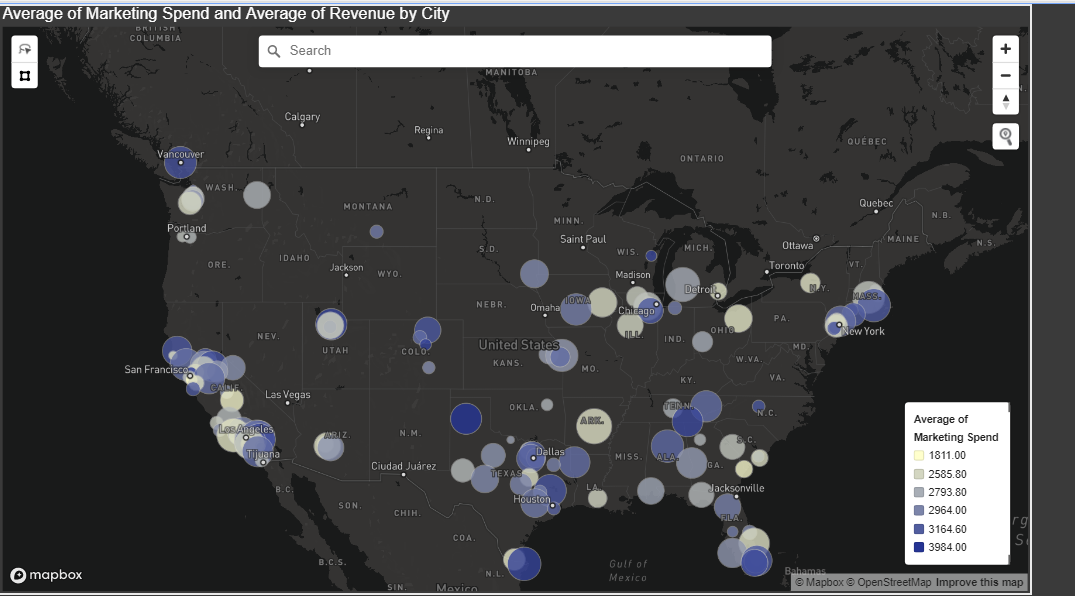 Average of Marketing Spend and Average of Revenue by City
BRITISH
COLUMBIA
Search
MANITOBA
Calgary
Regina
Winnipeg
ONTARIO
QUÉBEC
Vancouver
WASH.
MONTANA
N.D.
MINN.
Quebec
N.B.
Portland
ORE.
IDAHO
Jackson
WYO.
S.D.
Saint Paul
WIS.
MICH.
Ottawa
Toronto
VT.
MAINE
N.S.
Madison
Detroit
N.Y.
MASS.
NEBR.
Omaha
IOWA
Chicago
ILL.
IND.
OHIO
PA.
New York
NEV.
UTAH
COLO.
United States
KANS.
MO.
W.VA.
MD.
VA.
KY.
San Francisco
CALIF.
Las Vegas
Los Angeles
Tijuana
ARIZ.
N.M.
OKLA.
ARK.
TENN.
N.C.
S.C.
MISS.
ALA.
GA.
Ciudad Juárez
Dallas
TEXAS
LA.
Houston
Jacksonville
FLA.
B.C.
SON.
CHIH.
COA.
B.C.S.
SIN.
N.L.
Mexico
Gulf of
Mexico
Bahamas
Average of
Marketing Spend
1811.00
2585.80
2793.80
2964.00
3164.60
3984.00
mapbox
© Mapbox © OpenStreetMap Improve this map